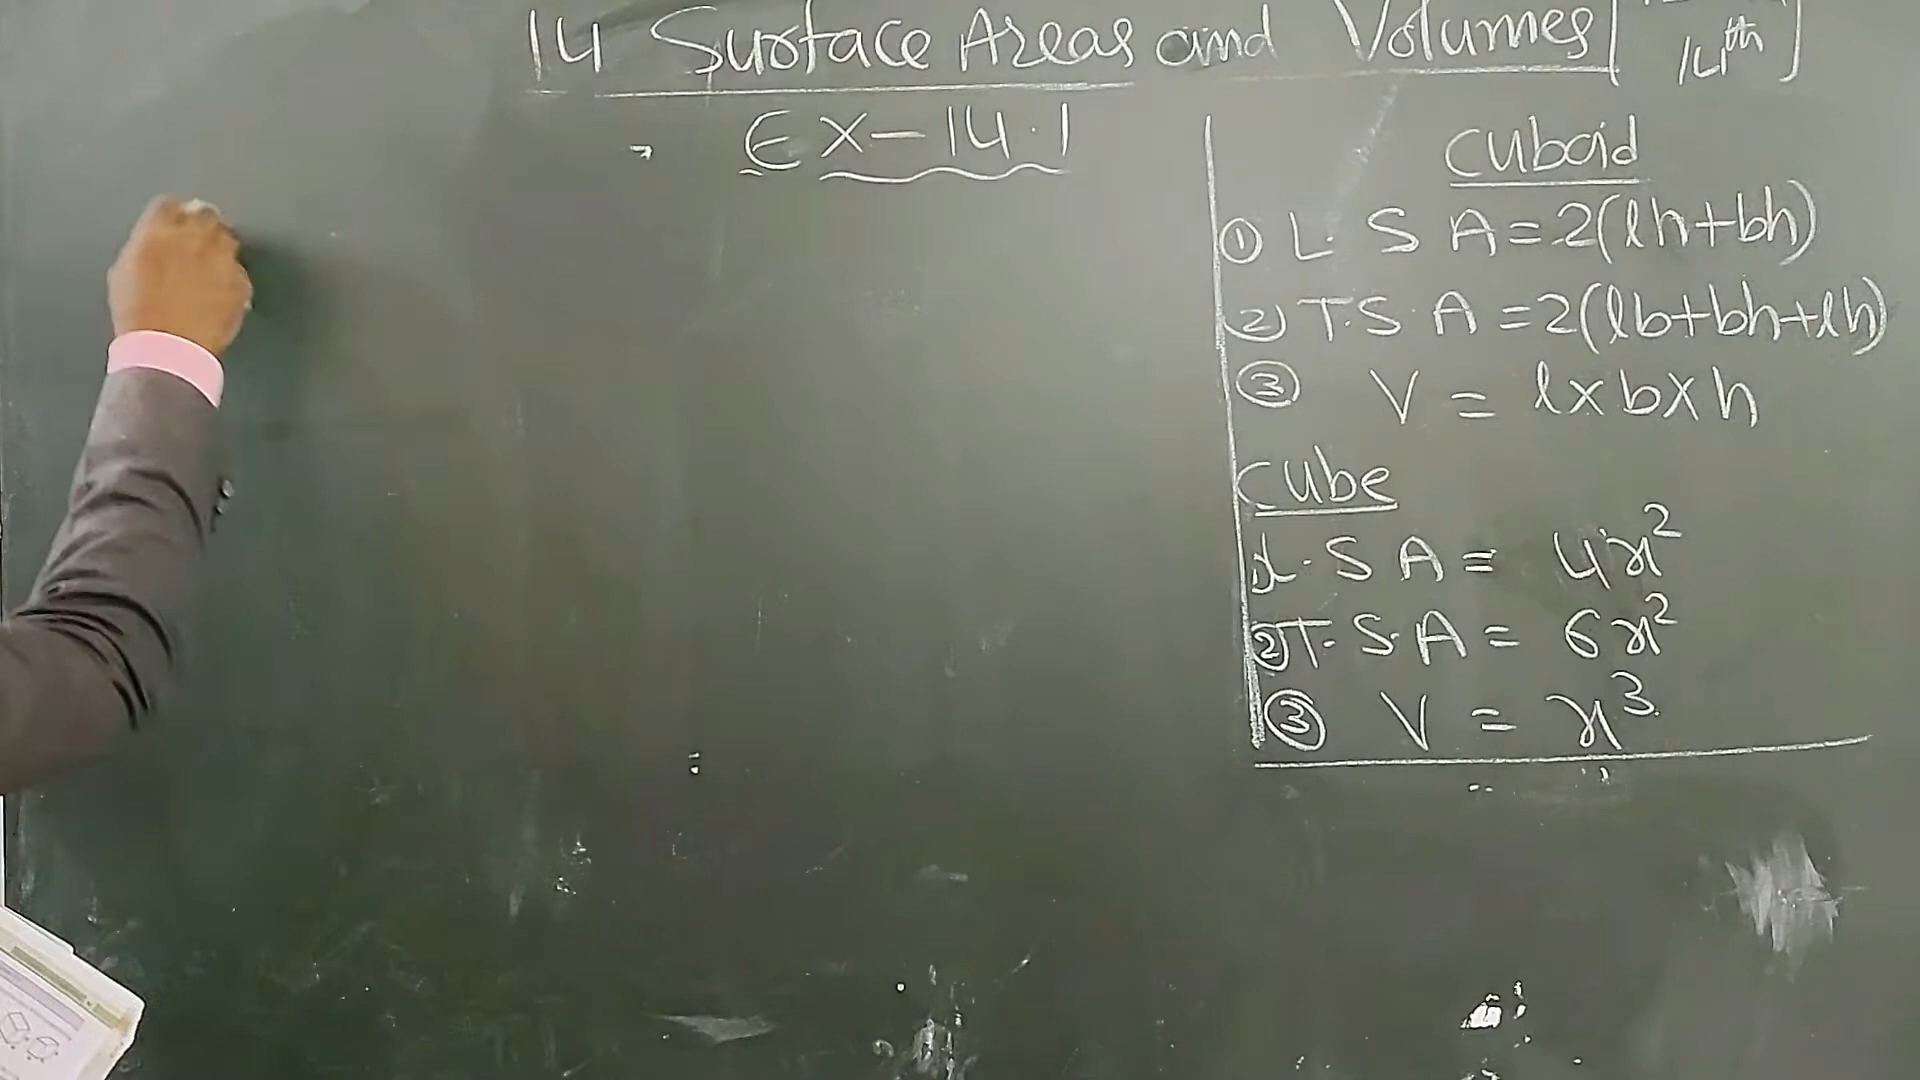 14 Surface Areas and Volumes [
14th ]
Ex-14.1
cuboid
① L.S A=2(lh+bh)
② T.S.A=2(lb+bh+lh)
③ V = l×b×h
cube
① L.S A= 4x²
② T.S.A= 6x²
③ V = x³